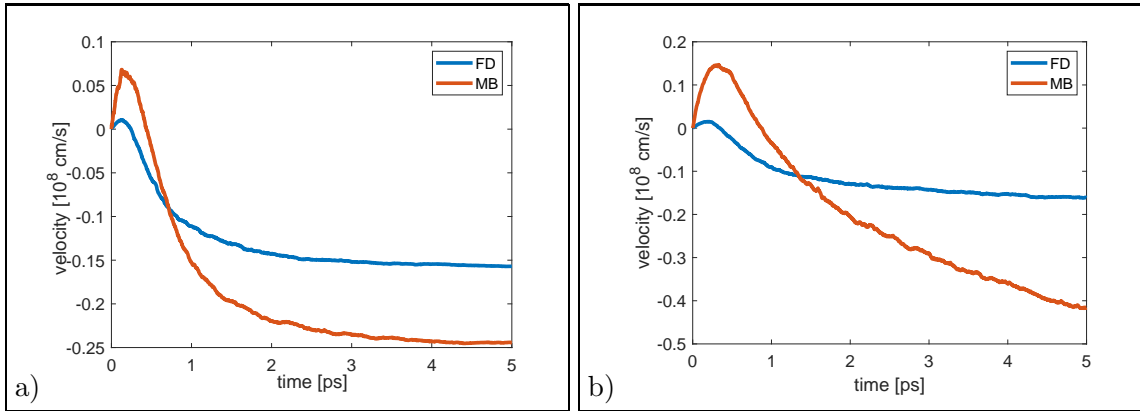 0.1
0.05
0
-0.05
-0.1
-0.15
-0.2
-0.25
velocity [10^8 cm/s]
0 1 2 3 4 5
time [ps]
FD
MB
a)
0.2
0.1
0
-0.1
-0.2
-0.3
-0.4
-0.5
velocity [10^8 cm/s]
0 1 2 3 4 5
time [ps]
FD
MB
b)